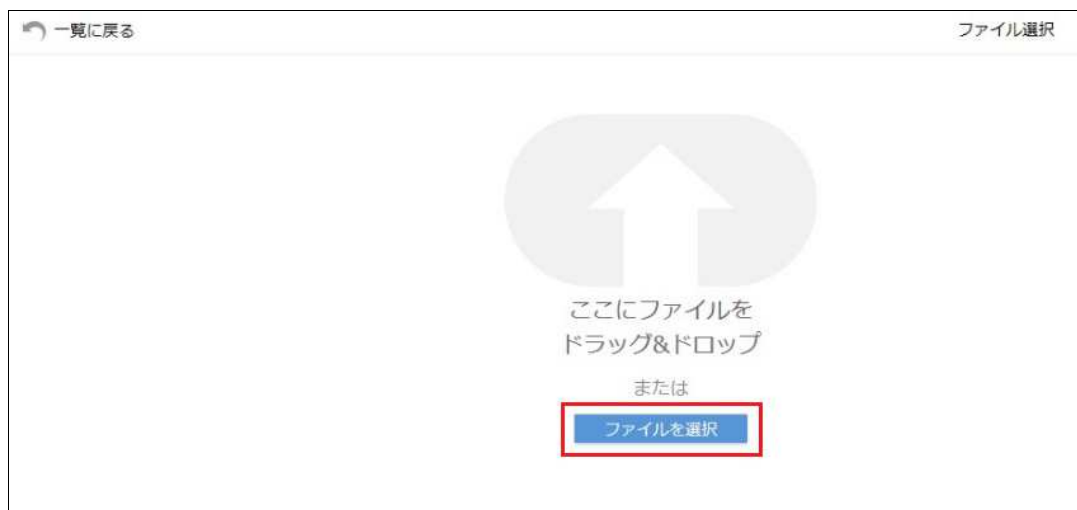 一覧に戻る
ファイル選択
ここにファイルを
ドラッグ&ドロップ
または
ファイルを選択